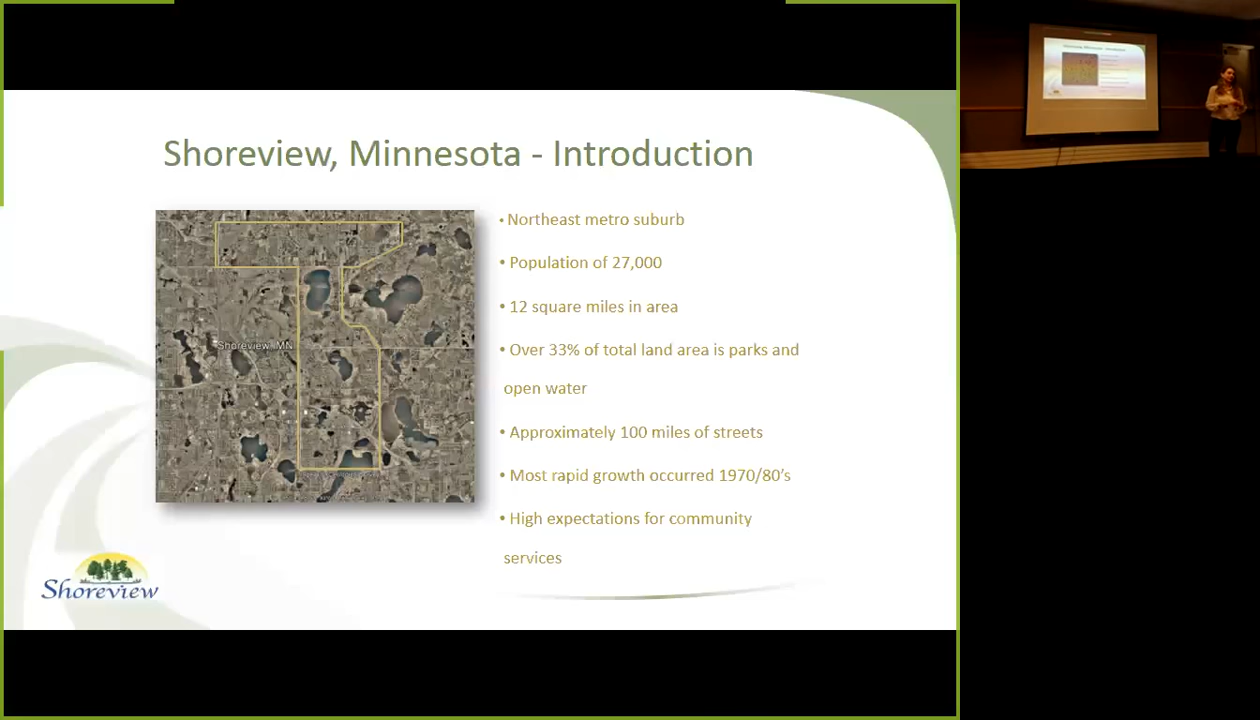 Shoreview, Minnesota - Introduction
Shoreview, MN
• Northeast metro suburb
• Population of 27,000
• 12 square miles in area
• Over 33% of total land area is parks and
open water
• Approximately 100 miles of streets
• Most rapid growth occurred 1970/80's
• High expectations for community
services
Shoreview